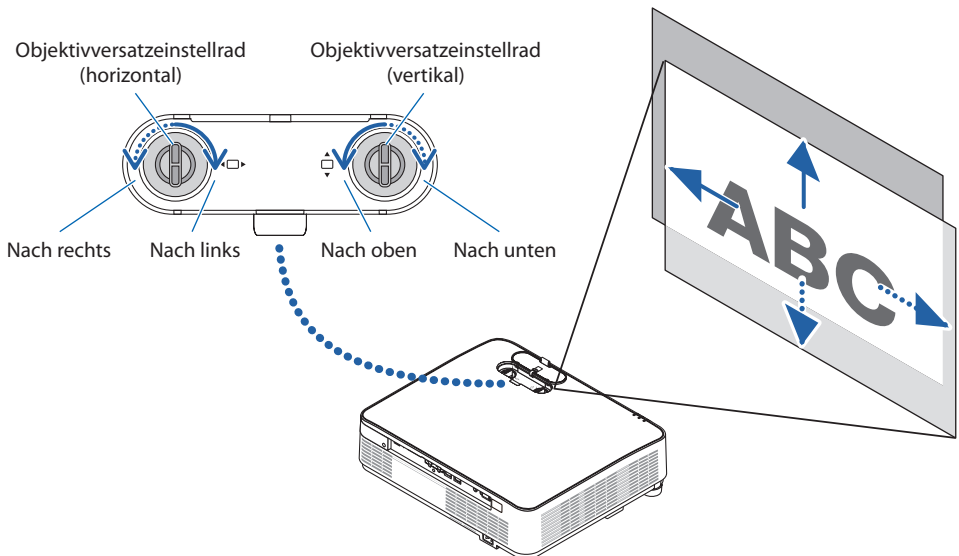 Objektivversatzeinstellrad
(horizontal)
Objektivversatzeinstellrad
(vertikal)
Nach rechts
Nach links
Nach oben
Nach unten
ABC